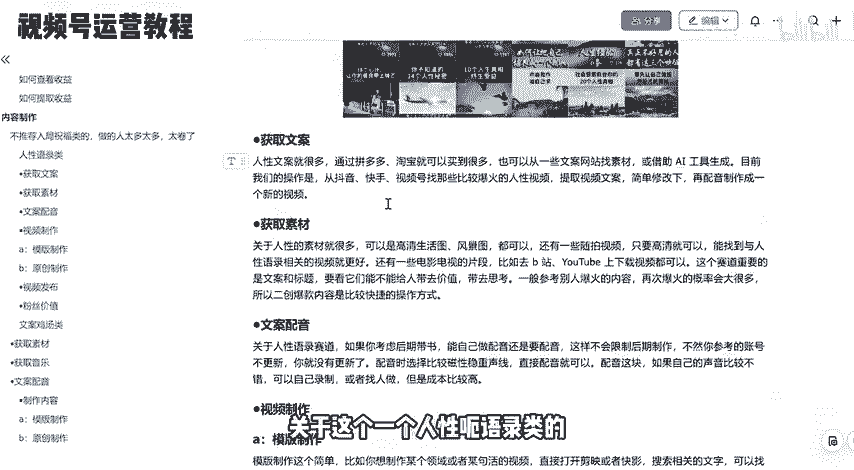 视频号运营教程
分享
编辑
如何查看收益
如何提取收益
内容制作
不推荐入局祝福类的，做的人太多太多，太卷了
人性语录类
•获取文案
•获取素材
•文案配音
•视频制作
a：模版制作
b：原创制作
•视频发布
•粉丝价值
文案鸡汤类
•获取素材
•获取音乐
•文案配音
•制作内容
a：模版制作
b：原创制作
•获取文案
人性文案就很多，通过拼多多、淘宝就可以买到很多，也可以从一些文案网站找素材，或借助 AI 工具生成。目前
我们的操作是，从抖音、快手、视频号找那些比较爆火的人性视频，提取视频文案，简单修改下，再配音制作成一
个新的视频。
•获取素材
关于人性的素材就很多，可以是高清生活图、风景图，都可以，还有一些随拍视频，只要高清就可以，能找到与人
性语录相关的视频就更好。还有一些电影电视的片段，比如去 b 站、YouTube 上下载视频都可以。这个赛道重要的
是文案和标题，要看它们能不能给人带去价值，带去思考。一般参考别人爆火的内容，再次爆火的概率会大很多，
所以二创爆款内容是比较快捷的操作方式。
•文案配音
关于人性语录赛道，如果你考虑后期带书，能自己做配音还是要配音，这样不会限制后期制作，不然你参考的账号
不更新，你就没有更新了。配音时选择比较磁性稳重声线，直接配音就可以。配音这块，如果自己的声音比较不
错，可以自己录制，或者找人做，但是成本比较高。
•视频制作
关于这个一个人性呃语录类的
a：模版制作
模版制作这个简单，比如你想制作某个领域或者某句话的视频，直接打开剪映或者快影，搜索相关的文字，可以找